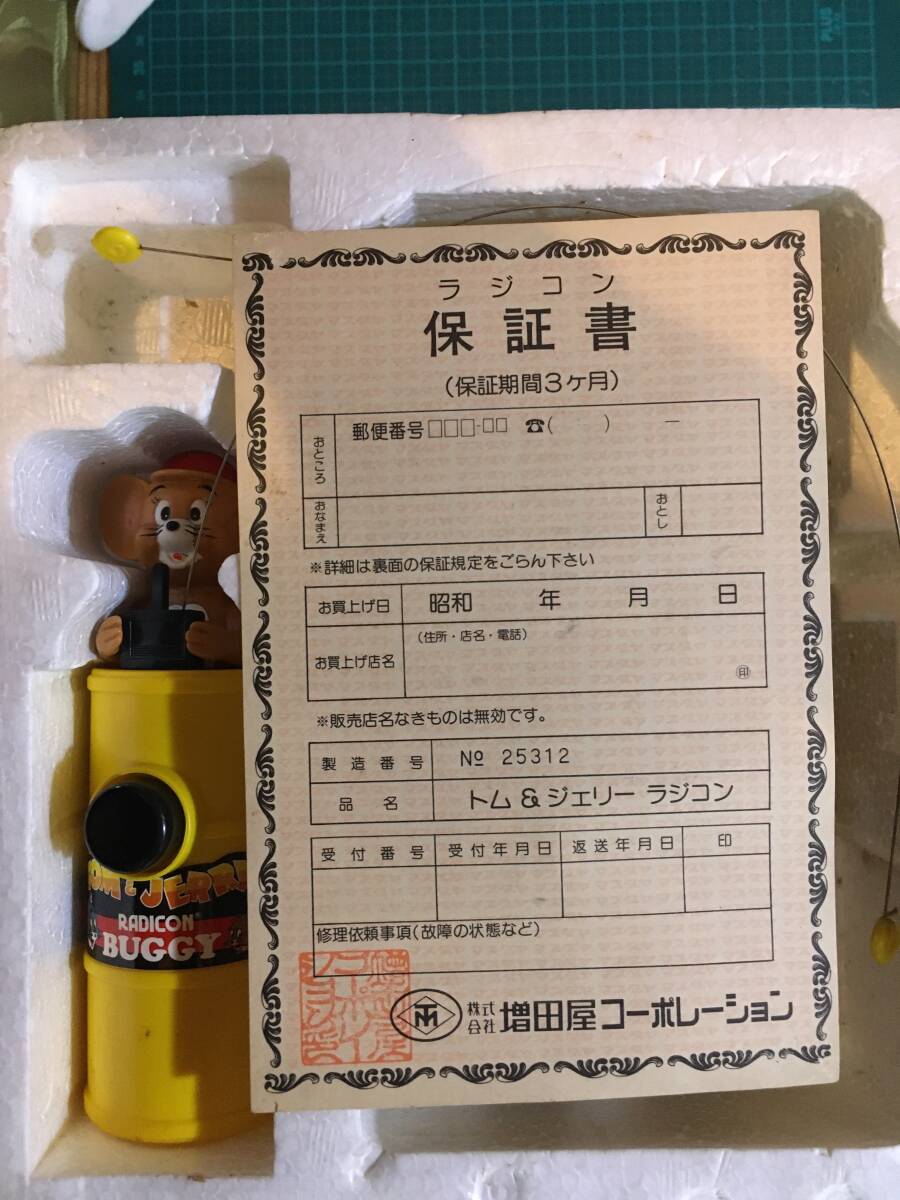 PLUS
ラジコン
保証書
(保証期間3ヶ月)
おところ
郵便番号□□□-□□ ☎( ) ー
おなまえ
おとし
※詳細は裏面の保証規定をごらん下さい
お買上げ日 昭和 年 月 日
お買上げ店名 (住所・店名・電話)
㊞
※販売店名なきものは無効です。
製造番号 № 25312
品名 トム&ジェリー ラジコン
受付番号 受付年月日 返送年月日 印
修理依頼事項(故障の状態など)
TM 株式会社 増田屋コーポレーション
TOM & JERRY
RADICON
BUGGY